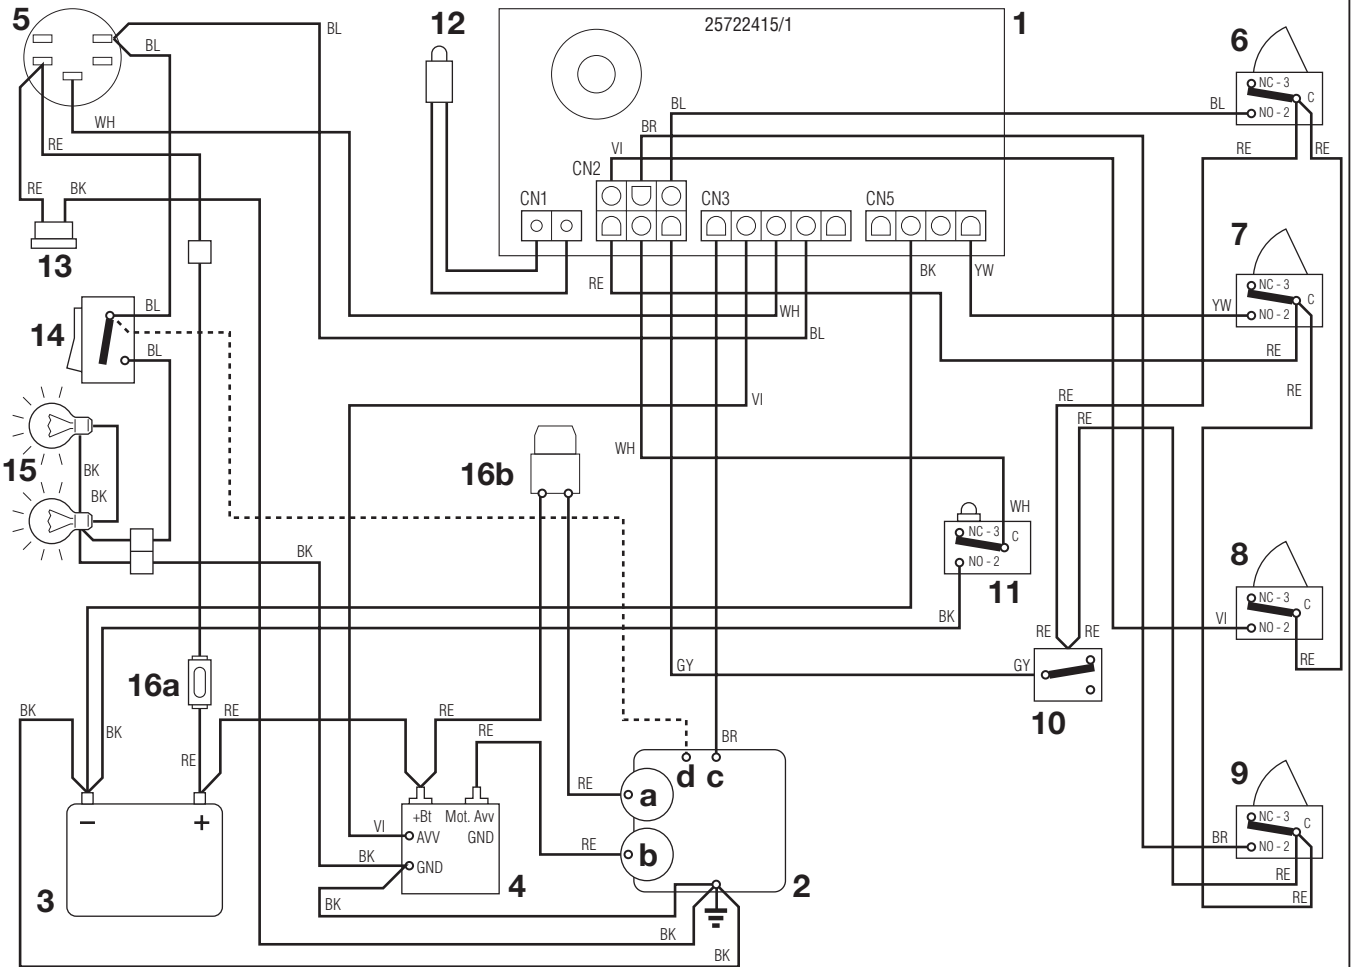 5 BL BL 12 25722415/1 1 6
NC - 3
C
BL BL NO - 2
WH BR RE RE
RE VI
CN2
RE BK CN1 CN3 CN5
13 7
RE BK YW NC - 3
C
BL YW NO - 2
WH
14 BL BL RE
VI RE RE
RE
15 BK WH 16b
BK WH
NC - 3
C
NO - 2
BK 11 8
NC - 3
C
BK VI NO - 2
RE RE
16a GY GY RE
BK RE RE 10
BK RE BR
RE d c 9
RE a NC - 3
+Bt Mot. Avv C
− + VI AVV GND BR NO - 2
BK GND RE b
3 4 2 RE
BK RE
BK
BK